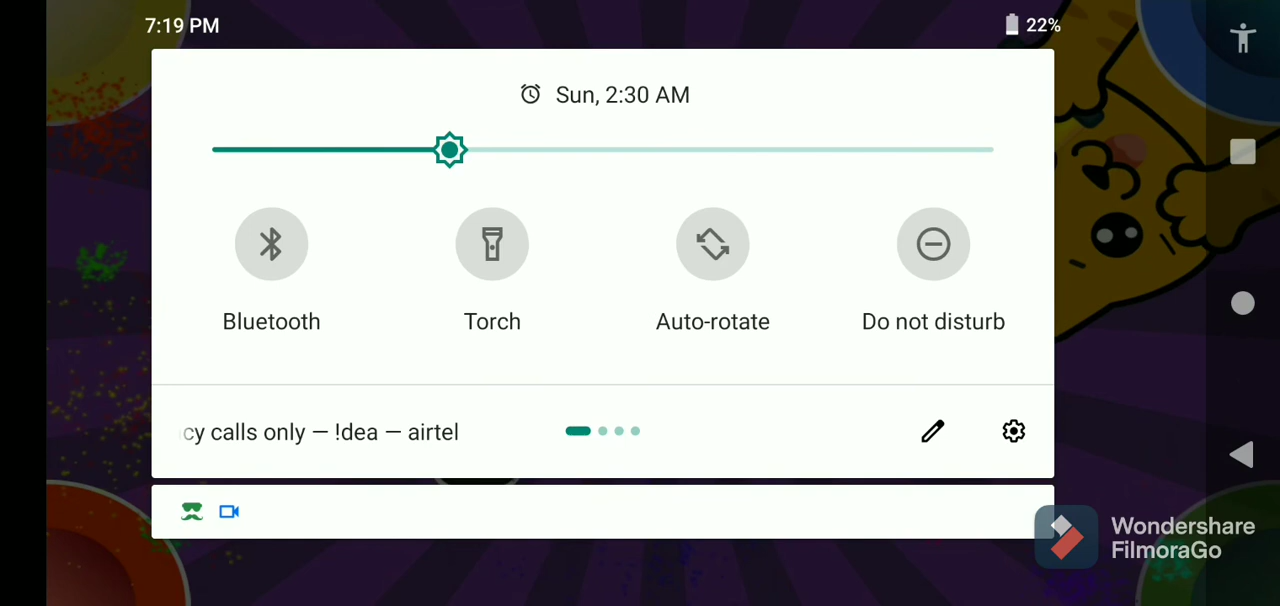 7:19 PM
22%
Sun, 2:30 AM
Bluetooth
Torch
Auto-rotate
Do not disturb
cy calls only — !dea — airtel
Wondershare
FilmoraGo